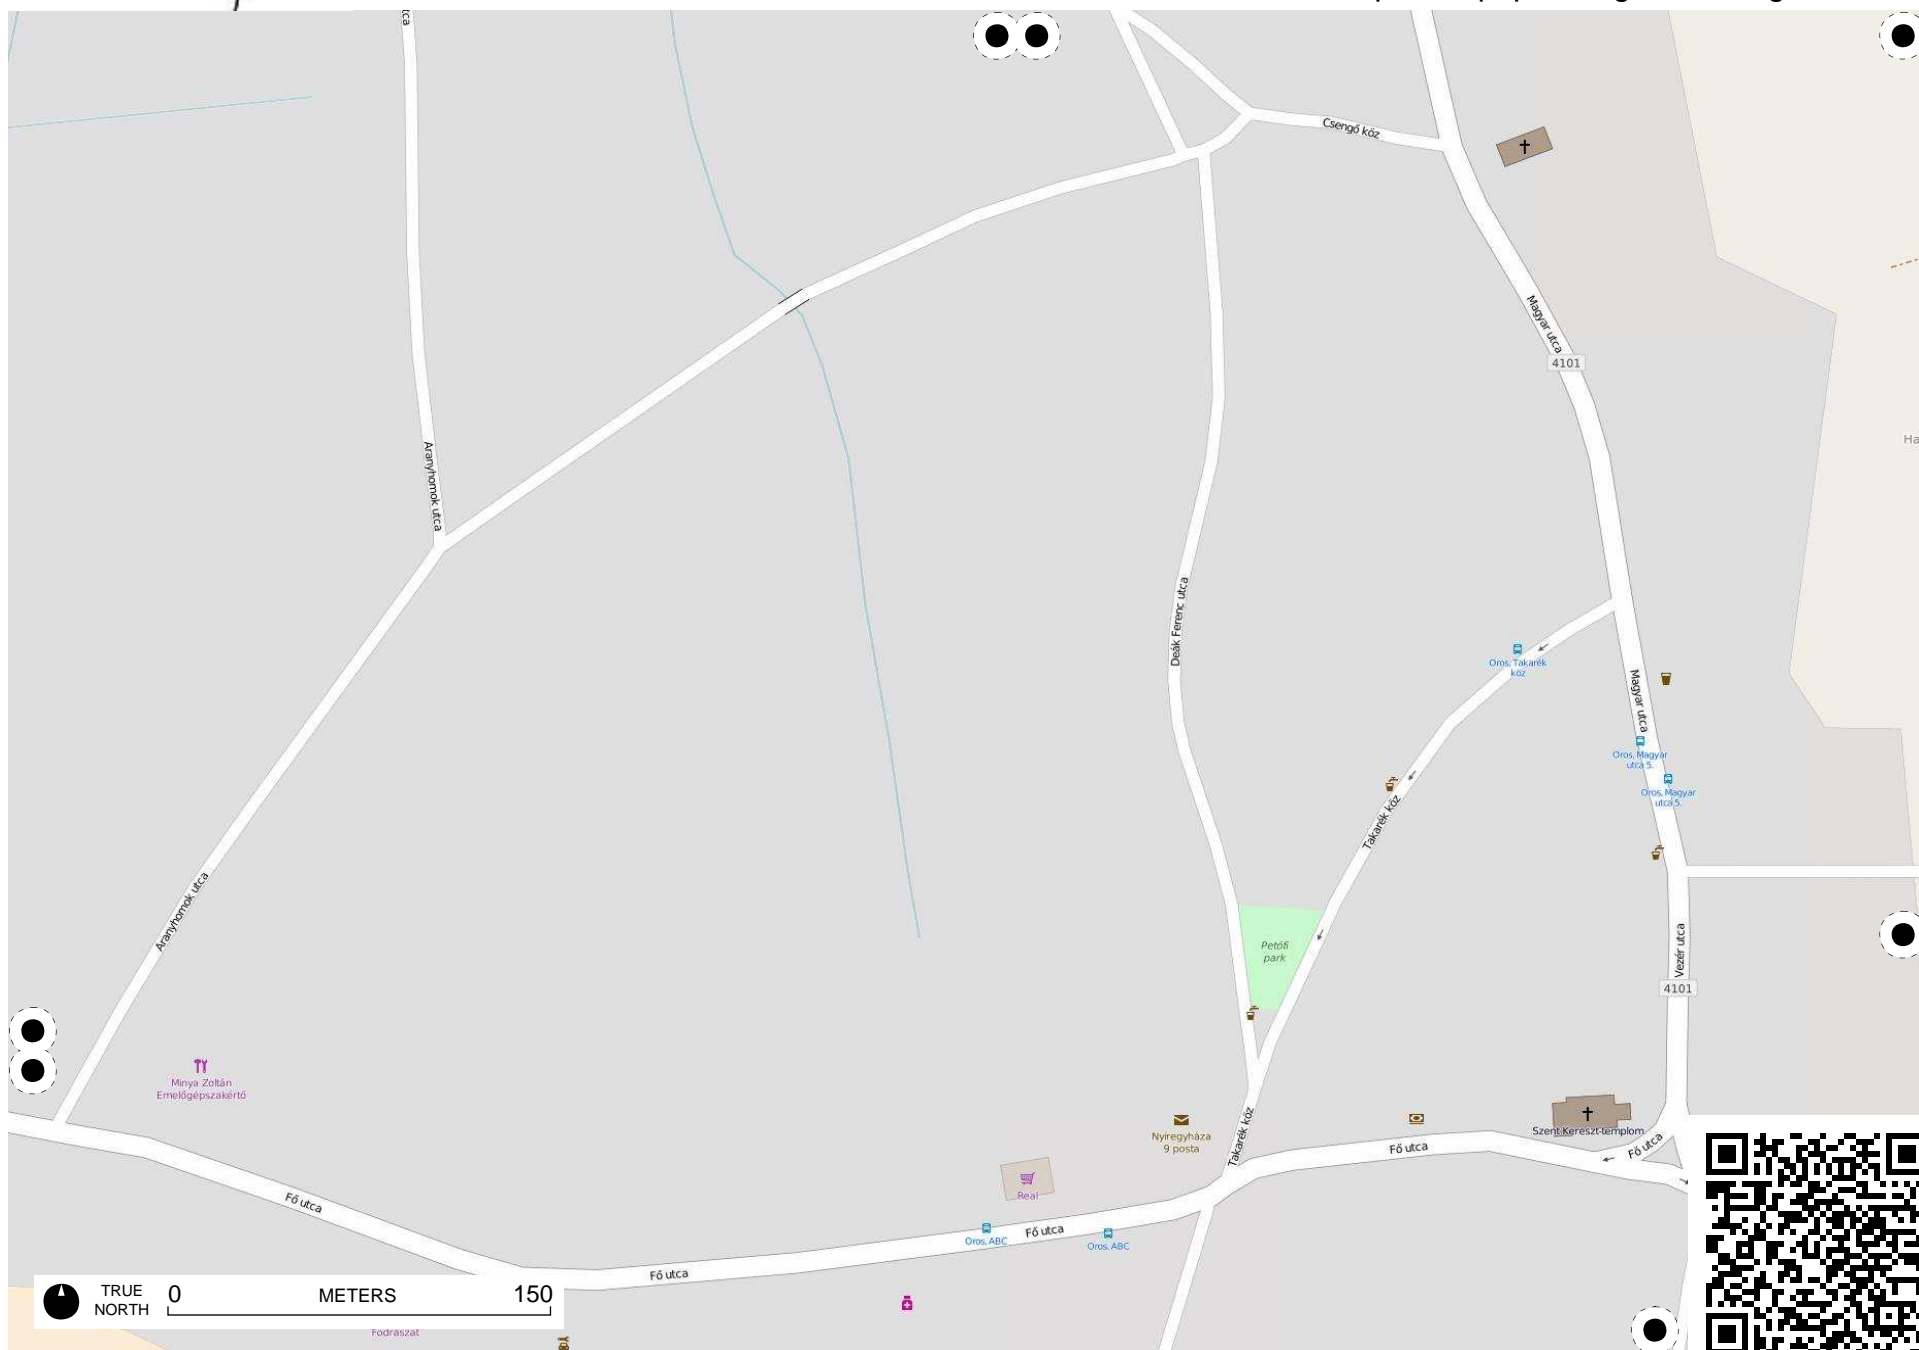 Csengő köz
Magyar utca
4101
Aranyhomok utca
Deák Ferenc utca
Oros, Takarék
köz
Magyar utca
Oros, Magyar
utca 5.
Oros, Magyar
utca 5.
Takarék köz
Aranyhomok utca
Petőfi
park
Vezér utca
4101
Minya Zoltán
Emelőgépszakértő
Nyíregyháza
9 posta
Takarék köz
Szent Kereszt-templom
Fő utca
Fő utca
Real
Fő utca
Oros, ABC
Fő utca
Oros, ABC
Fő utca
TRUE
NORTH
0
METERS
150
Fodrászat